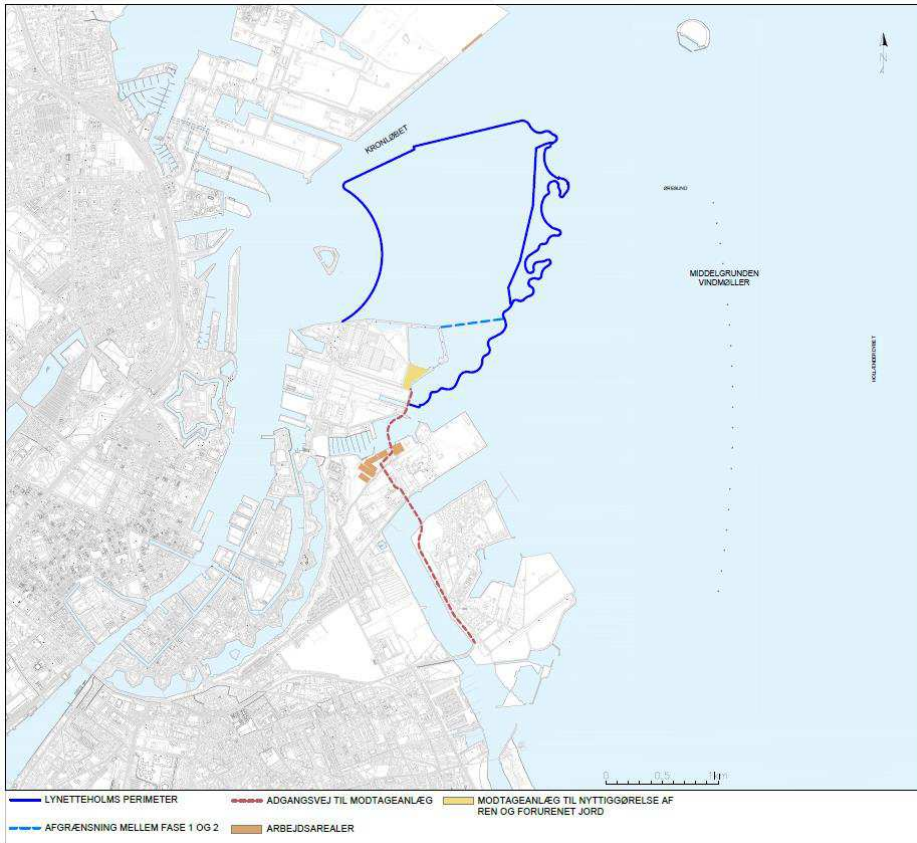 N
KRONLØBET
ØRESUND
MIDDELGRUNDEN
VINDMØLLER
HOLLÆNDERDYBET
0 0,5 1km
LYNETTEHOLMS PERIMETER
ADGANGSVEJ TIL MODTAGEANLÆG
MODTAGEANLÆG TIL NYTTIGGØRELSE AF
REN OG FORURENET JORD
AFGRÆNSNING MELLEM FASE 1 OG 2
ARBEJDSAREALER